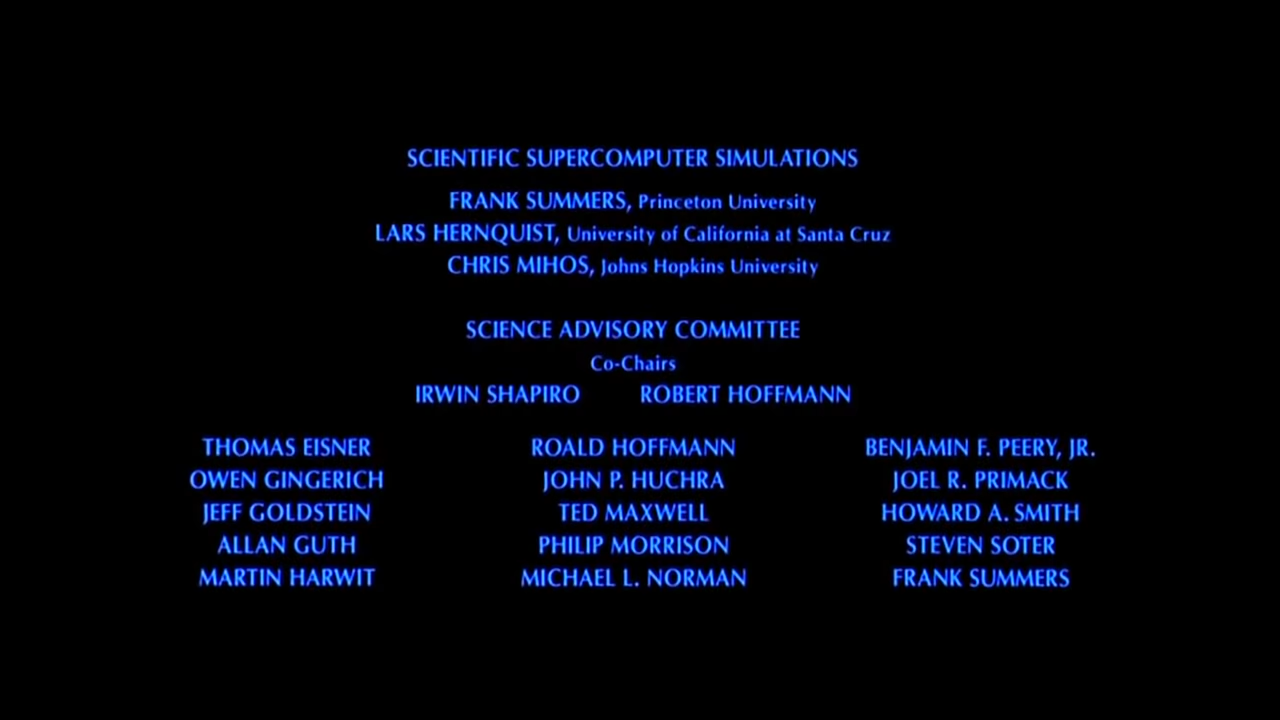 SCIENTIFIC SUPERCOMPUTER SIMULATIONS
FRANK SUMMERS, Princeton University
LARS HERNQUIST, University of California at Santa Cruz
CHRIS MIHOS, Johns Hopkins University
SCIENCE ADVISORY COMMITTEE
Co-Chairs
IRWIN SHAPIRO ROBERT HOFFMANN
THOMAS EISNER ROALD HOFFMANN BENJAMIN F. PEERY, JR.
OWEN GINGERICH JOHN P. HUCHRA JOEL R. PRIMACK
JEFF GOLDSTEIN TED MAXWELL HOWARD A. SMITH
ALLAN GUTH PHILIP MORRISON STEVEN SOTER
MARTIN HARWIT MICHAEL L. NORMAN FRANK SUMMERS